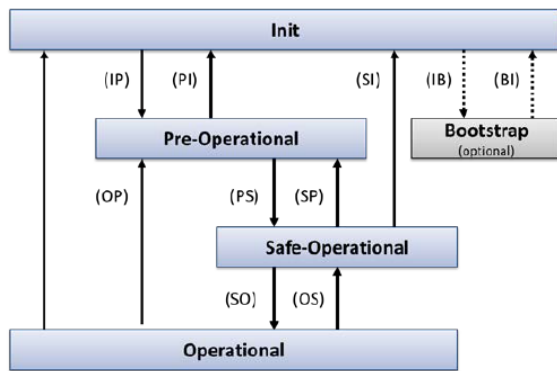 Init
(IP)
(PI)
(SI)
(IB)
(BI)
Pre-Operational
Bootstrap
(optional)
(OP)
(PS)
(SP)
Safe-Operational
(SO)
(OS)
Operational